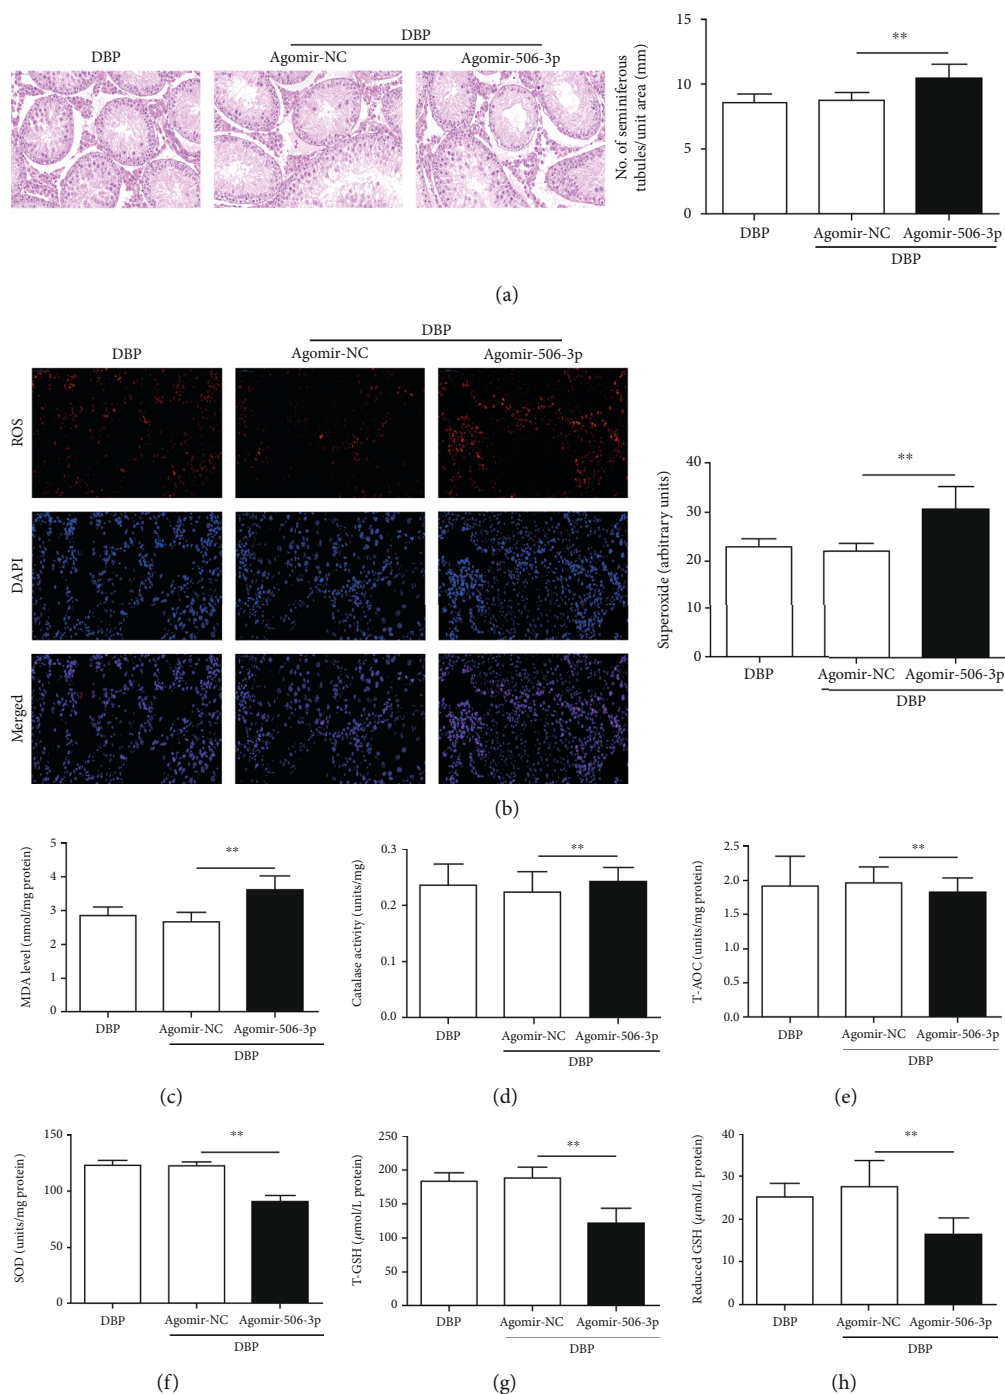 DBP
DBP
Agomir-NC
Agomir-506-3p
No. of seminiferous
tubules/unit area (mm)
15
10
5
0
**
DBP
Agomir-NC
Agomir-506-3p
DBP
(a)
DBP
DBP
Agomir-NC
Agomir-506-3p
ROS
DAPI
Merged
Superoxide (arbitrary units)
40
30
20
10
0
**
DBP
Agomir-NC
Agomir-506-3p
DBP
(b)
MDA level (nmol/mg protein)
5
4
3
2
1
0
**
DBP
Agomir-NC
Agomir-506-3p
DBP
(c)
Catalase activity (units/mg)
0.3
0.2
0.1
0.0
**
DBP
Agomir-NC
Agomir-506-3p
DBP
(d)
T-AOC (units/mg protein)
2.5
2.0
1.5
1.0
0.5
0.0
**
DBP
Agomir-NC
Agomir-506-3p
DBP
(e)
SOD (units/mg protein)
150
100
50
0
**
DBP
Agomir-NC
Agomir-506-3p
DBP
(f)
T-GSH (μmol/L protein)
250
200
150
100
50
0
**
DBP
Agomir-NC
Agomir-506-3p
DBP
(g)
Reduced GSH (μmol/L protein)
40
30
20
10
0
**
DBP
Agomir-NC
Agomir-506-3p
DBP
(h)